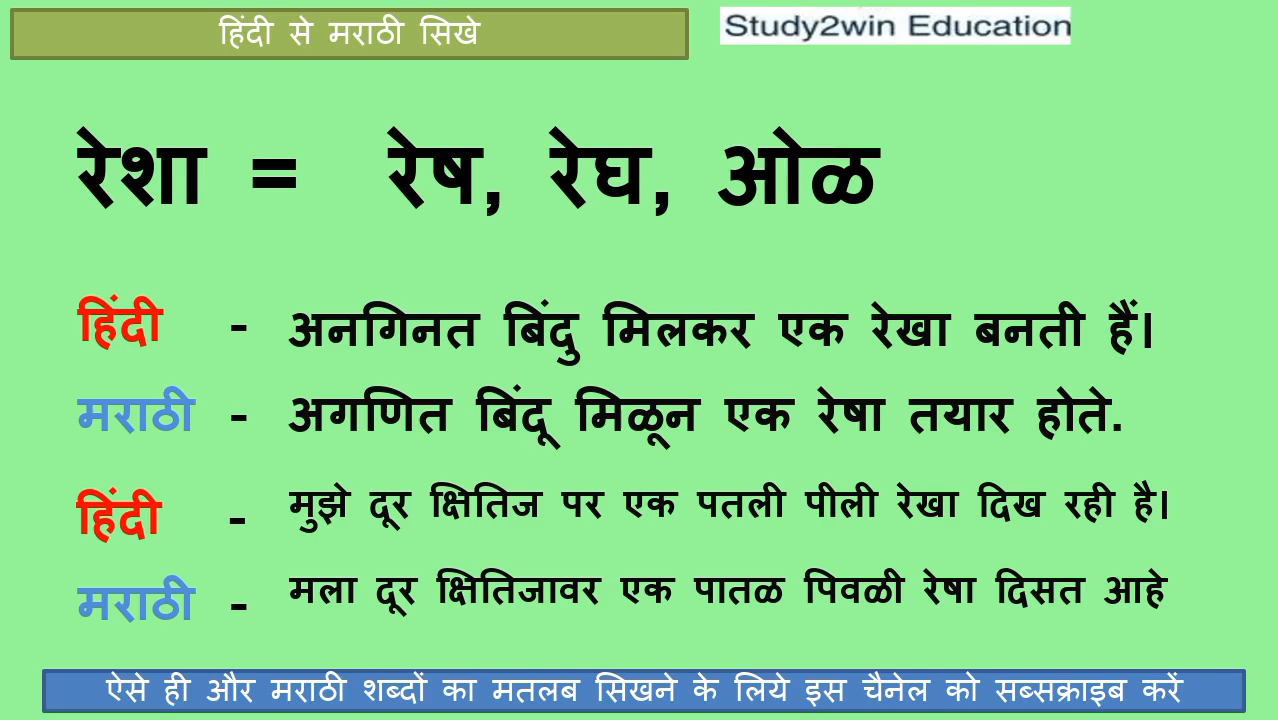 हिंदी से मराठी सिखे
Study2win Education
रेशा = रेष, रेघ, ओळ
हिंदी - अनगिनत बिंदु मिलकर एक रेखा बनती हैं।
मराठी - अगणित बिंदू मिळून एक रेषा तयार होते.
हिंदी - मुझे दूर क्षितिज पर एक पतली पीली रेखा दिख रही है।
मराठी - मला दूर क्षितिजावर एक पातळ पिवळी रेषा दिसत आहे
ऐसे ही और मराठी शब्दों का मतलब सिखने के लिये इस चैनेल को सब्सक्राइब करें